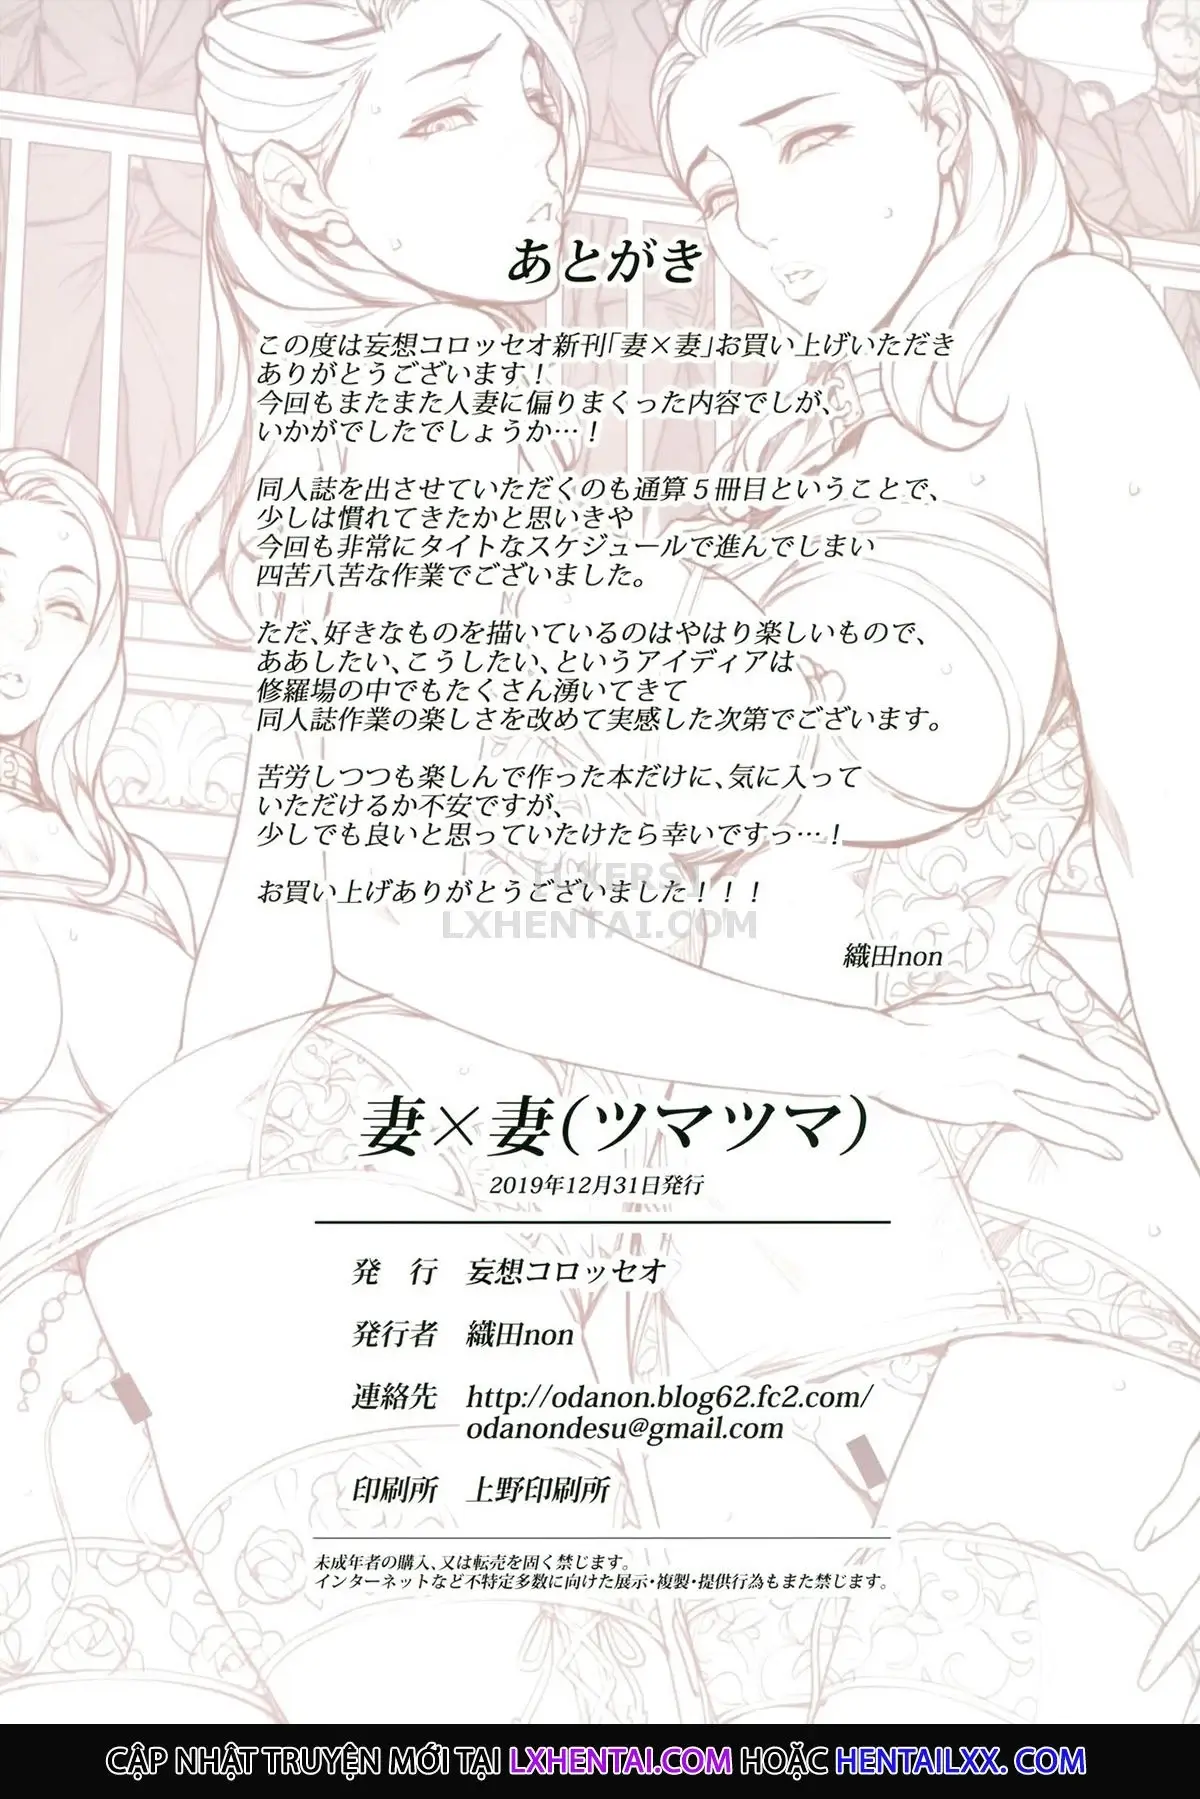 あとがき
この度は妄想コロッセオ新刊｢妻×妻｣お買い上げいただき
ありがとうございます！
今回もまたまた人妻に偏りまくった内容でしが、
いかがでしたでしょうか…！
同人誌を出させていただくのも通算５冊目ということで、
少しは慣れてきたかと思いきや
今回も非常にタイトなスケジュールで進んでしまい
四苦八苦な作業でございました。
ただ、好きなものを描いているのはやはり楽しいもので、
ああしたい、こうしたい、というアイディアは
修羅場の中でもたくさん湧いてきて
同人誌作業の楽しさを改めて実感した次第でございます。
苦労しつつも楽しんで作った本だけに、気に入って
いただけるか不安ですが、
少しでも良いと思っていたけたら幸いですっ…！
お買い上げありがとうございました！！！
LXHENTAI.COM
織田non
妻×妻(ツマツマ)
2019年12月31日発行
発　行　妄想コロッセオ
発行者　織田non
連絡先　http://odanon.blog62.fc2.com/
odanondesu@gmail.com
印刷所　上野印刷所
未成年者の購入、又は転売を固く禁じます。
インターネットなど不特定多数に向けた展示・複製・提供行為もまた禁じます。
CẬP NHẬT TRUYỆN MỚI TẠI LXHENTAI.COM HOẶC HENTAILXX. COM